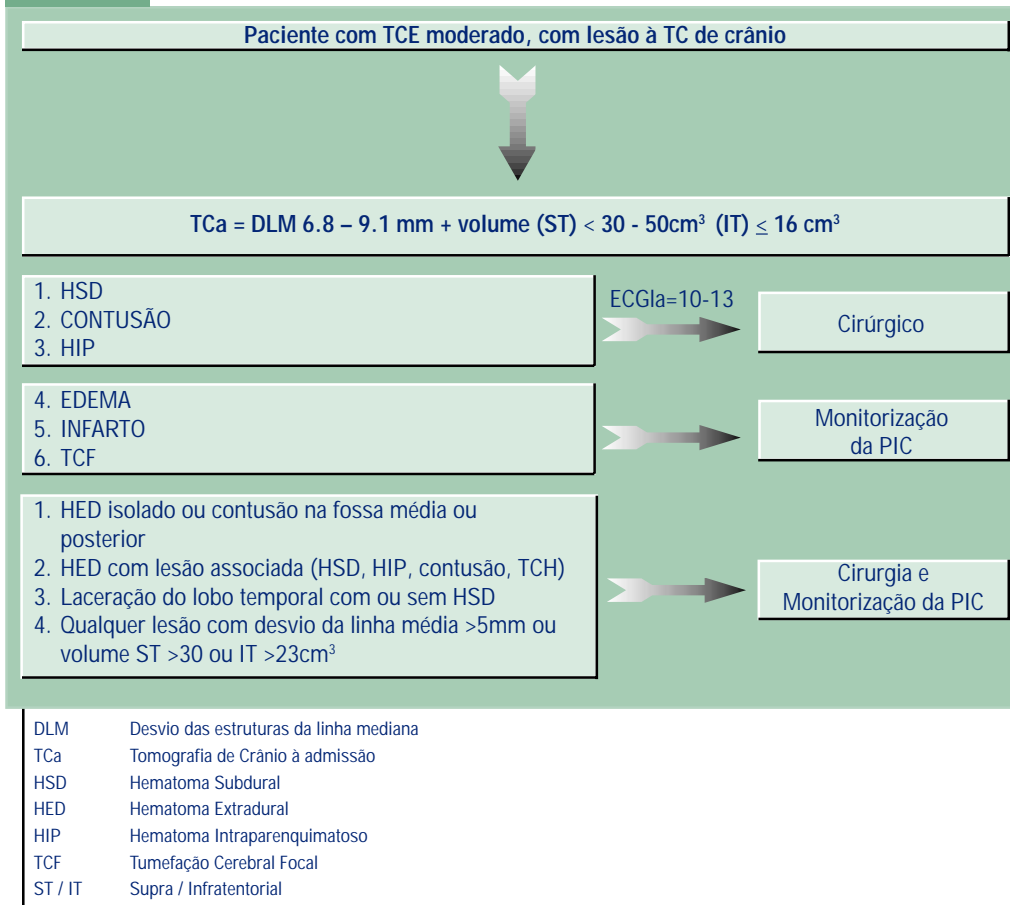 Paciente com TCE moderado, com lesão à TC de crânio
TCa = DLM 6.8 – 9.1 mm + volume (ST) < 30 - 50cm³ (IT) ≤ 16 cm³
1. HSD
2. CONTUSÃO
3. HIP
ECGIa=10-13
Cirúrgico
4. EDEMA
5. INFARTO
6. TCF
Monitorização
da PIC
1. HED isolado ou contusão na fossa média ou
posterior
2. HED com lesão associada (HSD, HIP, contusão, TCH)
3. Laceração do lobo temporal com ou sem HSD
4. Qualquer lesão com desvio da linha média >5mm ou
volume ST >30 ou IT >23cm³
Cirurgia e
Monitorização da PIC
DLM Desvio das estruturas da linha mediana
TCa Tomografia de Crânio à admissão
HSD Hematoma Subdural
HED Hematoma Extradural
HIP Hematoma Intraparenquimatoso
TCF Tumefação Cerebral Focal
ST / IT Supra / Infratentorial